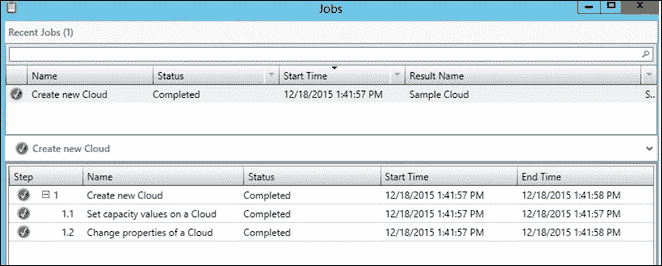 Jobs
Recent Jobs (1)
Name Status Start Time Result Name
Create new Cloud Completed 12/18/2015 1:41:57 PM Sample Cloud S..
Create new Cloud
Step Name Status Start Time End Time
1 Create new Cloud Completed 12/18/2015 1:41:57 PM 12/18/2015 1:41:58 PM
1.1 Set capacity values on a Cloud Completed 12/18/2015 1:41:57 PM 12/18/2015 1:41:57 PM
1.2 Change properties of a Cloud Completed 12/18/2015 1:41:57 PM 12/18/2015 1:41:58 PM